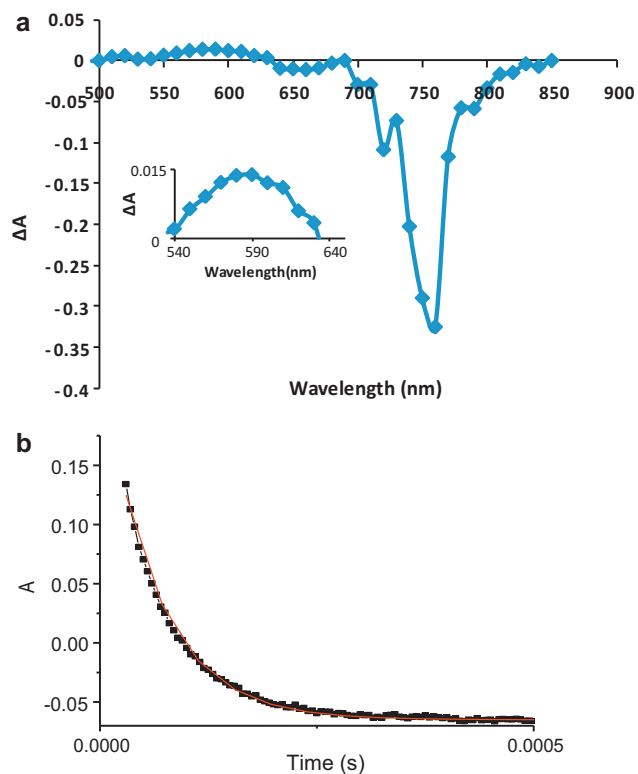 a
0.05
0
-0.05
-0.1
-0.15
-0.2
-0.25
-0.3
-0.35
-0.4
ΔA
500 550 600 650 700 750 800 850 900
0.015
0
ΔA
540 590 640
Wavelength(nm)
Wavelength (nm)
b
0.15
0.10
0.05
0.00
-0.05
A
0.0000 0.0005
Time (s)